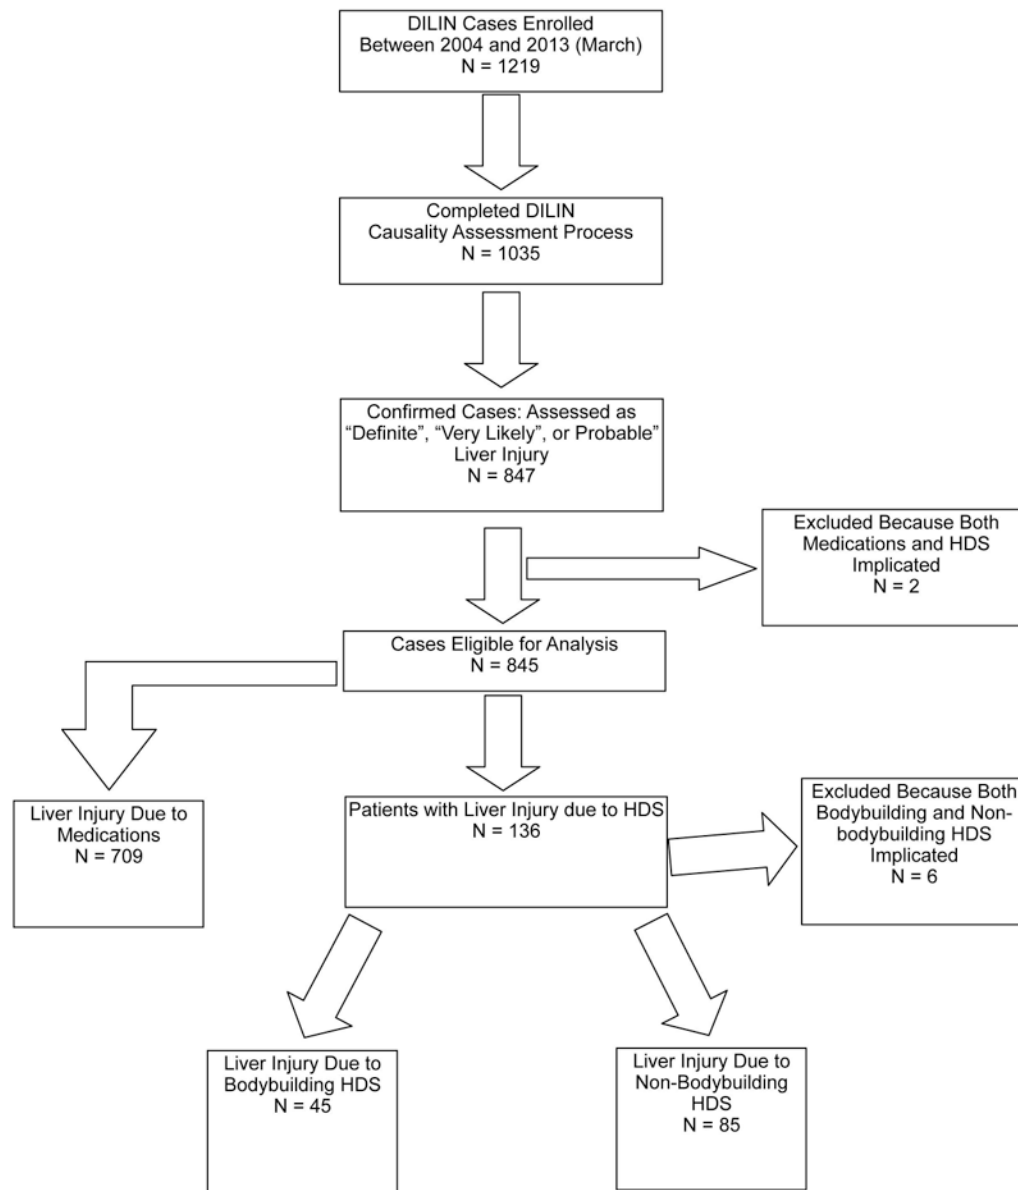 DILIN Cases Enrolled
Between 2004 and 2013 (March)
N = 1219
Completed DILIN
Causality Assessment Process
N = 1035
Confirmed Cases: Assessed as
“Definite”, “Very Likely”, or Probable”
Liver Injury
N = 847
Excluded Because Both
Medications and HDS
Implicated
N = 2
Cases Eligible for Analysis
N = 845
Liver Injury Due to
Medications
N = 709
Patients with Liver Injury due to HDS
N = 136
Excluded Because Both
Bodybuilding and Non-
bodybuilding HDS
Implicated
N = 6
Liver Injury Due to
Bodybuilding HDS
N = 45
Liver Injury Due to
Non-Bodybuilding
HDS
N = 85